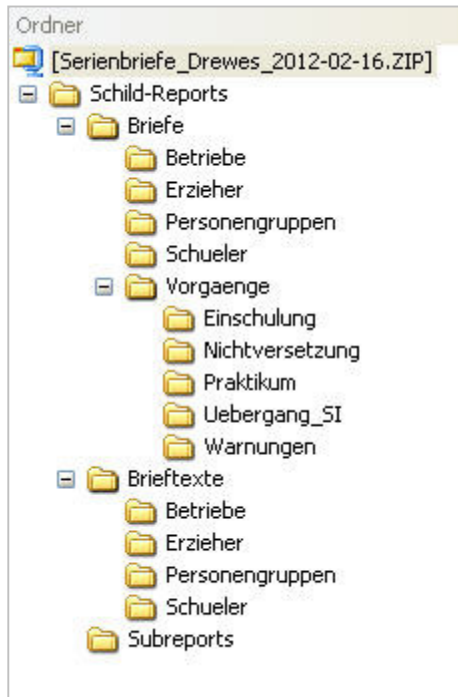 Ordner
[Serienbriefe_Drewes_2012-02-16.ZIP]
Schild-Reports
Briefe
Betriebe
Erzieher
Personengruppen
Schueler
Vorgaenge
Einschulung
Nichtversetzung
Praktikum
Uebergang_SI
Warnungen
Brieftexte
Betriebe
Erzieher
Personengruppen
Schueler
Subreports